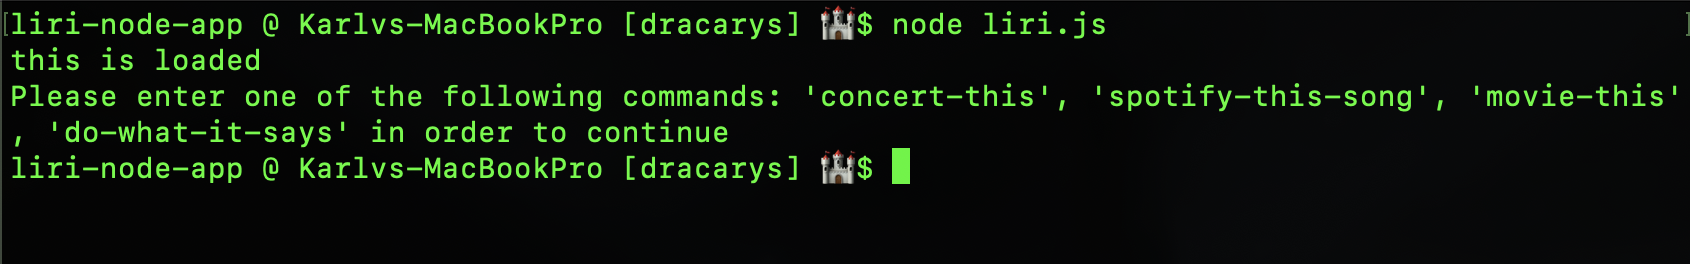 [liri-node-app @ Karlvs-MacBookPro [dracarys] 🏰$ node liri.js ]
this is loaded
Please enter one of the following commands: 'concert-this', 'spotify-this-song', 'movie-this'
, 'do-what-it-says' in order to continue
liri-node-app @ Karlvs-MacBookPro [dracarys] 🏰$